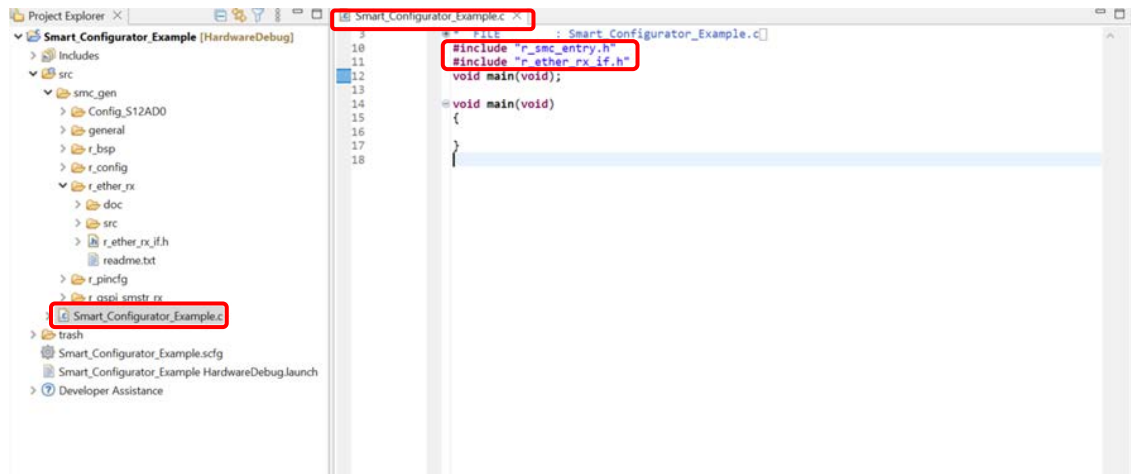 Project Explorer
Smart_Configurator_Example [HardwareDebug]
Includes
src
smc_gen
Config_S12AD0
general
r_bsp
r_config
r_ether_rx
doc
src
r_ether_rx_if.h
readme.txt
r_pincfg
r_qspi_smstr_rx
Smart_Configurator_Example.c
trash
Smart_Configurator_Example.scfg
Smart_Configurator_Example HardwareDebug.launch
Developer Assistance
Smart_Configurator_Example.c
3 * FILE : Smart_Configurator_Example.c
10 #include "r_smc_entry.h"
11 #include "r_ether_rx_if.h"
12 void main(void);
13
14 void main(void)
15 {
16
17 }
18